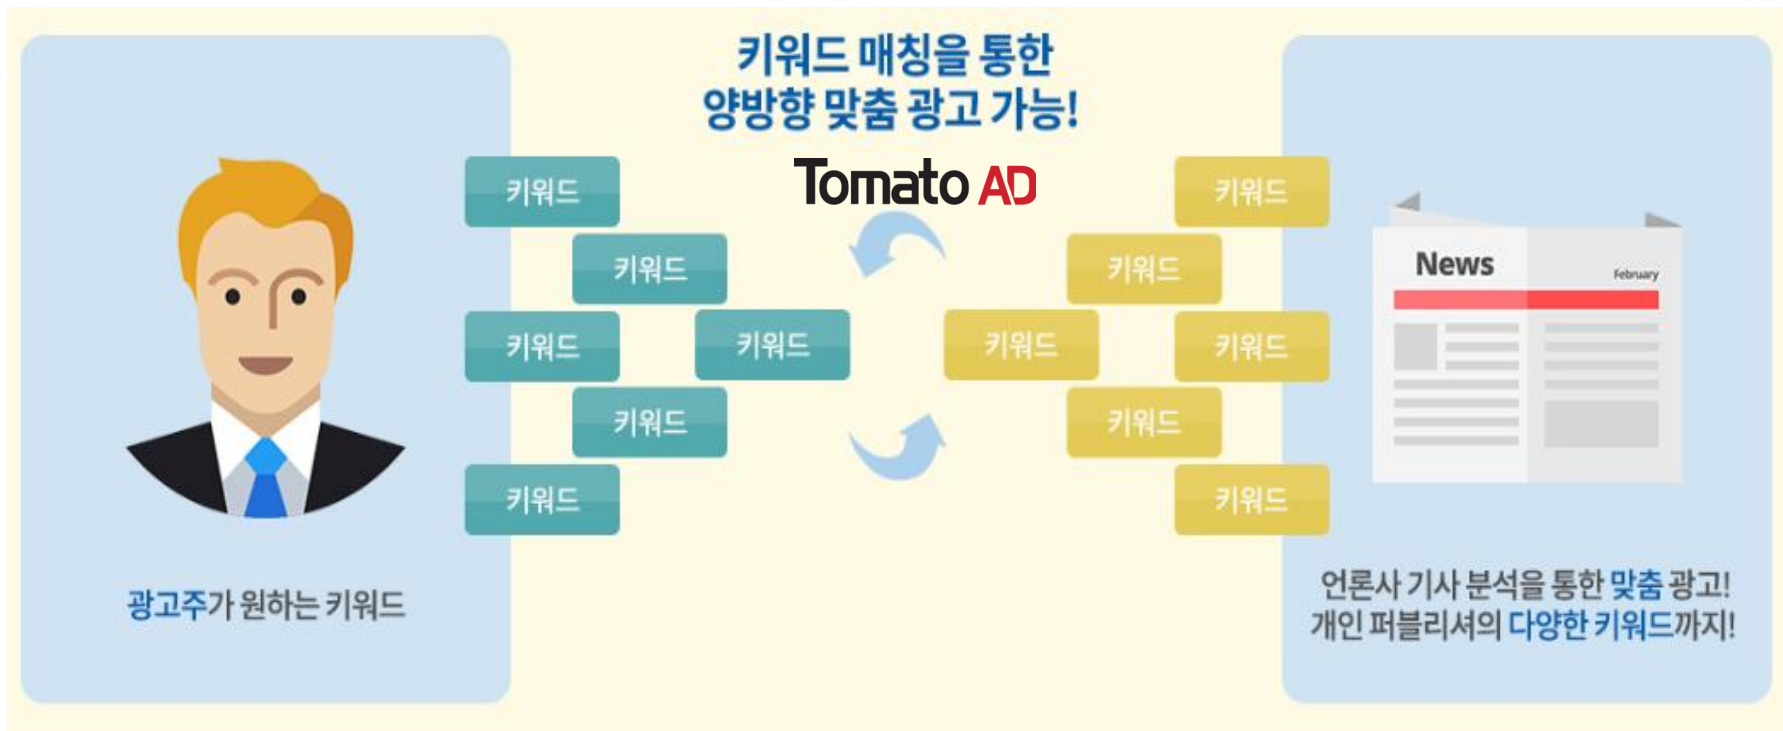 키워드 매칭을 통한
양방향 맞춤 광고 가능!
Tomato AD
키워드
키워드
키워드
키워드
키워드
키워드
키워드
키워드
키워드
키워드
키워드
키워드
News
February
광고주가 원하는 키워드
언론사 기사 분석을 통한 맞춤 광고!
개인 퍼블리셔의 다양한 키워드까지!